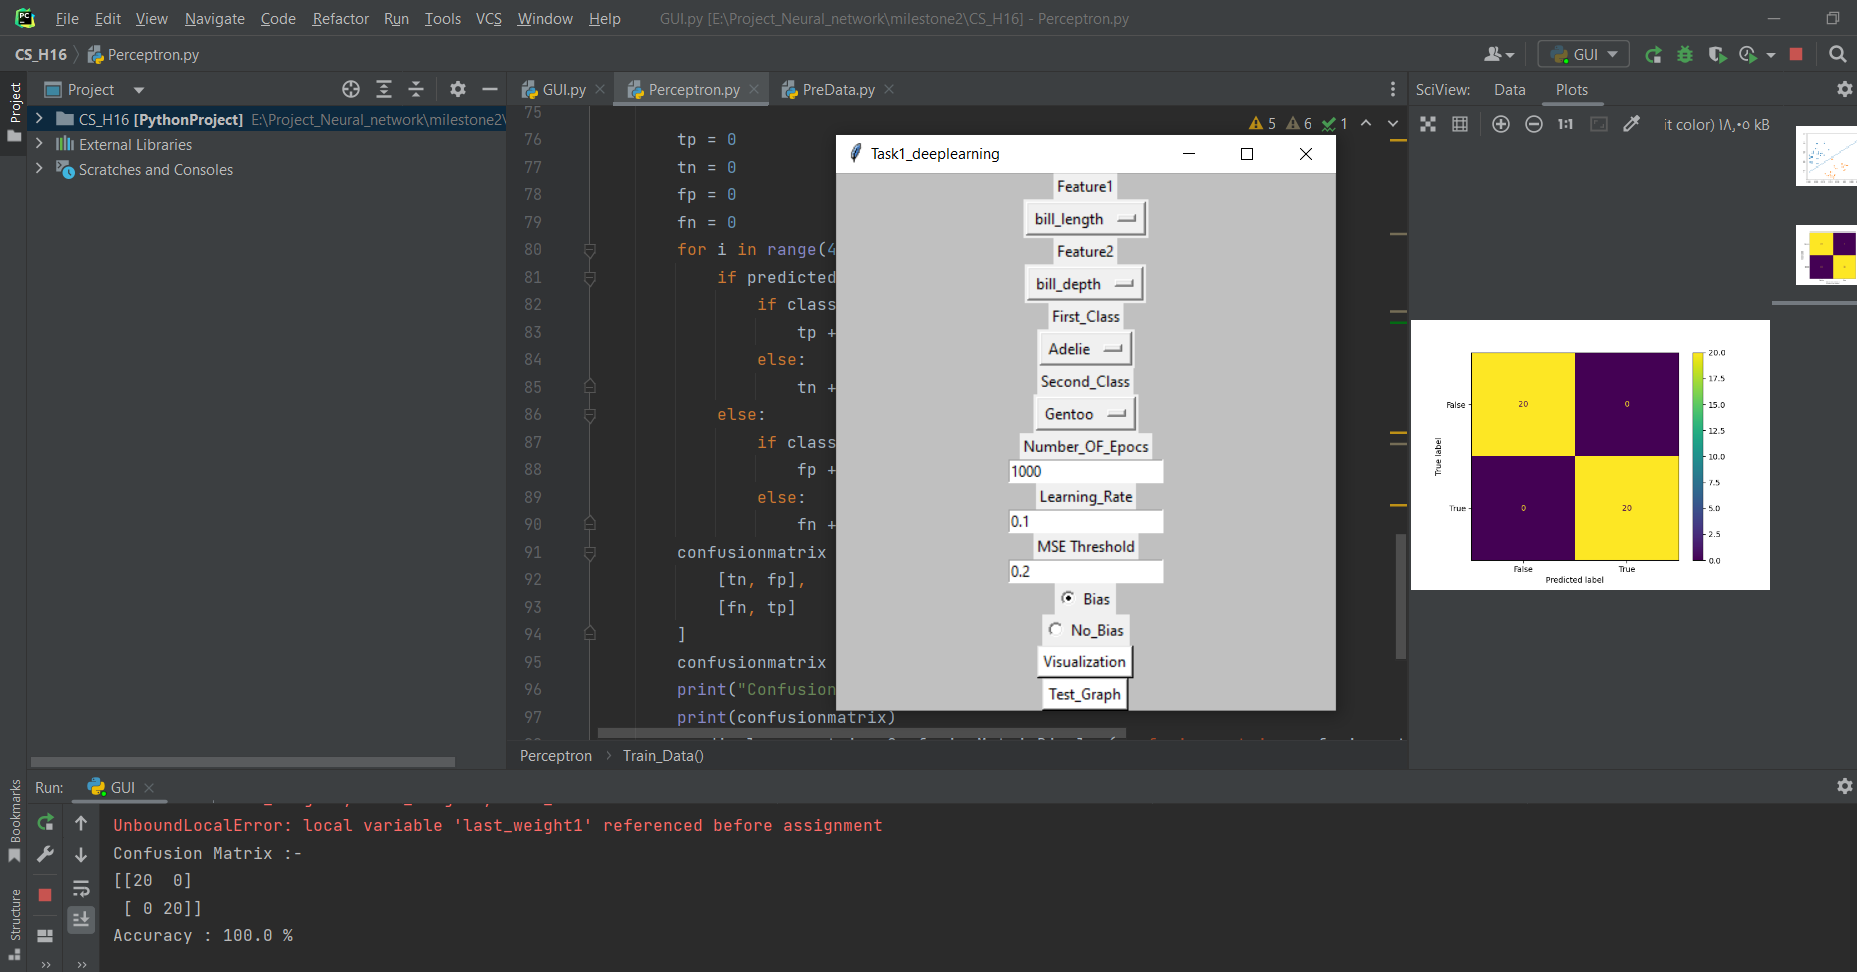 File Edit View Navigate Code Refactor Run Tools VCS Window Help GUI.py [E:\Project_Neural_network\milestone2\CS_H16] - Perceptron.py
CS_H16 Perceptron.py GUI
Project
Project
CS_H16 [PythonProject] E:\Project_Neural_network\milestone2\
External Libraries
Scratches and Consoles
GUI.py Perceptron.py PreData.py
5 6 1
75
76 tp = 0
77 tn = 0
78 fp = 0
79 fn = 0
80 for i in range(4
81 if predicted
82 if class
83 tp +
84 else:
85 tn +
86 else:
87 if class
88 fp +
89 else:
90 fn +
91 confusionmatrix
92 [tn, fp],
93 [fn, tp]
94 ]
95 confusionmatrix
96 print("Confusion
97 print(confusionmatrix)
Perceptron Train_Data()
Task1_deeplearning
Feature1
bill_length
Feature2
bill_depth
First_Class
Adelie
Second_Class
Gentoo
Number_OF_Epocs
1000
Learning_Rate
0.1
MSE Threshold
0.2
Bias
No_Bias
Visualization
Test_Graph
SciView: Data Plots
1:1 it color) ١٨٫٠٥ kB
False
True
True label
20 0
0 20
False True
Predicted label
20.0
17.5
15.0
12.5
10.0
7.5
5.0
2.5
0.0
Run: GUI
UnboundLocalError: local variable 'last_weight1' referenced before assignment
Confusion Matrix :-
[[20 0]
[ 0 20]]
Accuracy : 100.0 %
Bookmarks
Structure